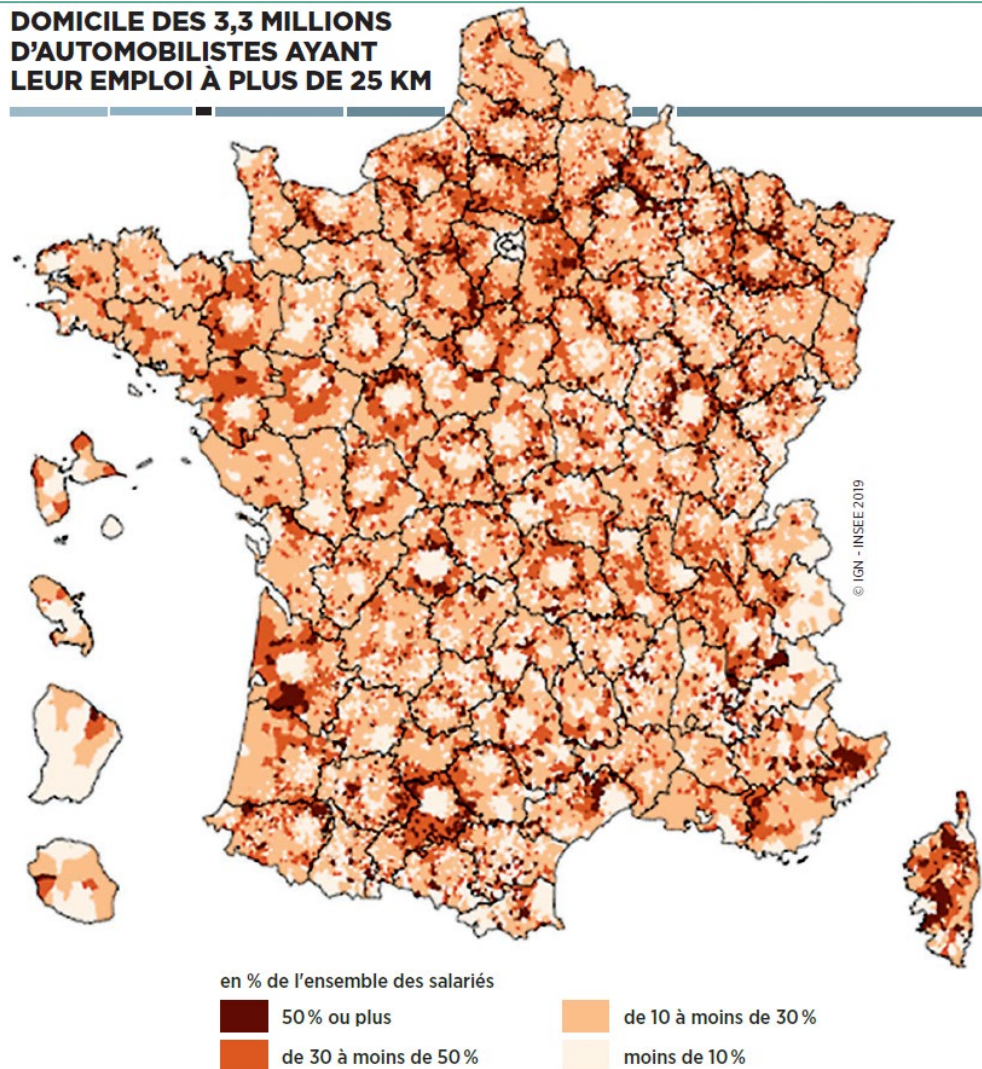 DOMICILE DES 3,3 MILLIONS
D'AUTOMOBILISTES AYANT
LEUR EMPLOI À PLUS DE 25 KM
© IGN - INSEE 2019
en % de l'ensemble des salariés
50 % ou plus
de 10 à moins de 30 %
de 30 à moins de 50 %
moins de 10 %